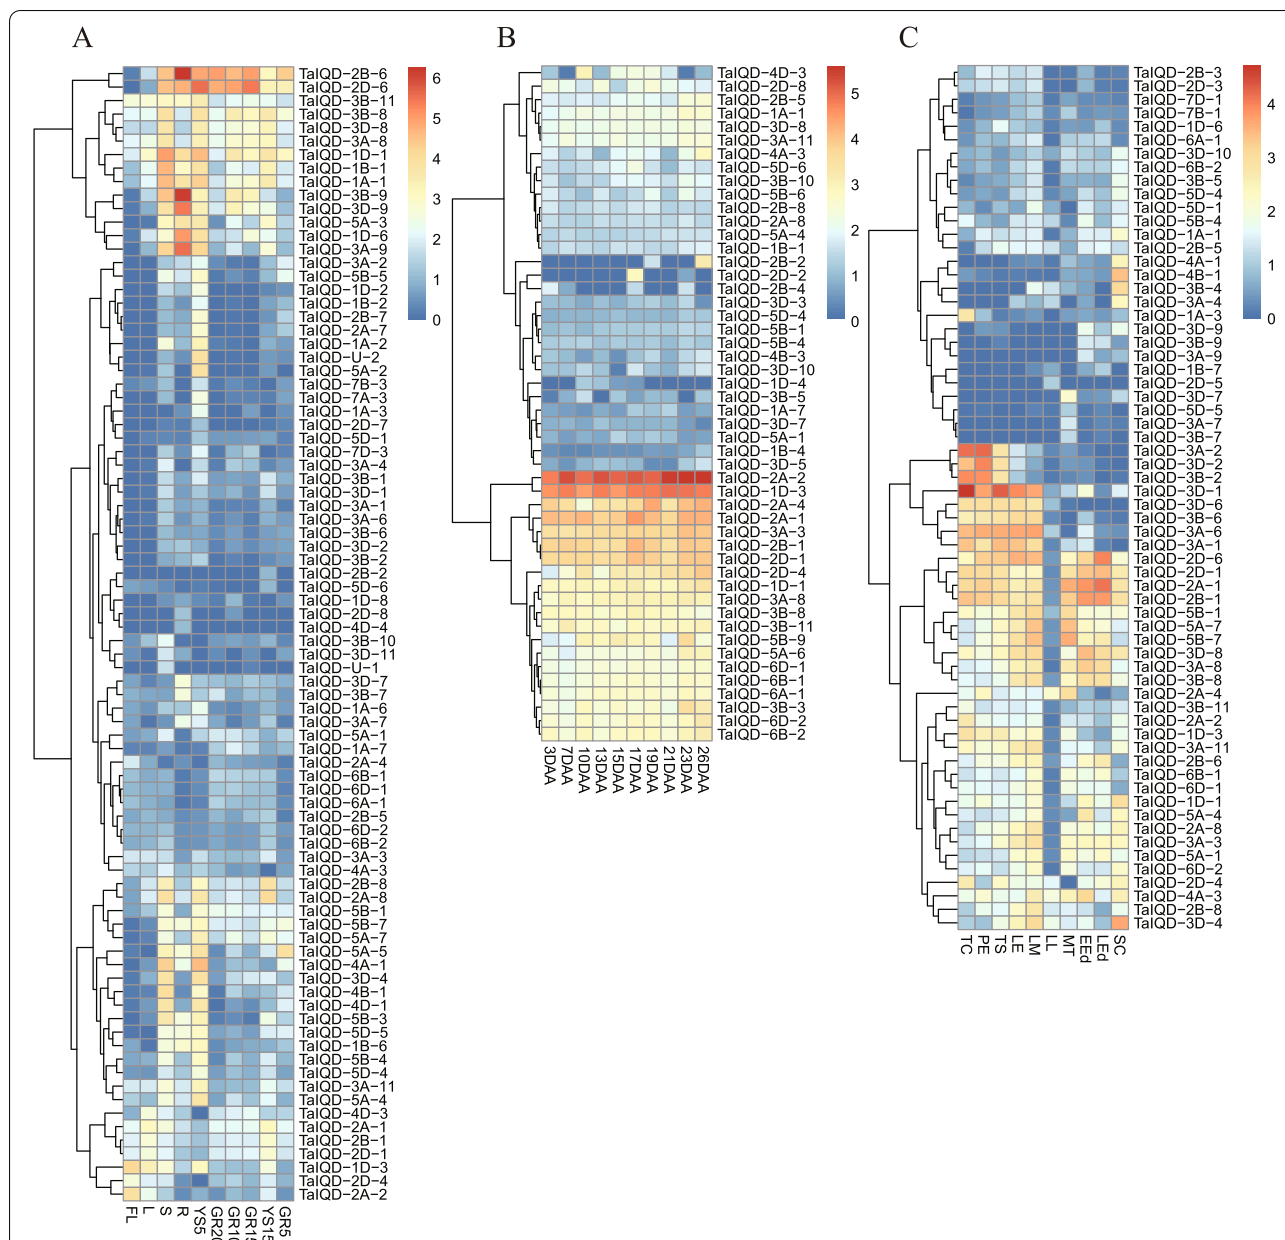 A
TaIQD-2B-6
TaIQD-2D-6
TaIQD-3B-11
TaIQD-3B-8
TaIQD-3D-8
TaIQD-3A-8
TaIQD-1D-1
TaIQD-1B-1
TaIQD-1A-1
TaIQD-3B-9
TaIQD-3D-9
TaIQD-5A-3
TaIQD-1D-6
TaIQD-3A-9
TaIQD-3A-2
TaIQD-5B-5
TaIQD-1D-2
TaIQD-1B-2
TaIQD-2B-7
TaIQD-2A-7
TaIQD-1A-2
TaIQD-U-2
TaIQD-5A-2
TaIQD-7B-3
TaIQD-7A-3
TaIQD-1A-3
TaIQD-2D-7
TaIQD-5D-1
TaIQD-7D-3
TaIQD-3A-4
TaIQD-3B-1
TaIQD-3D-1
TaIQD-3A-1
TaIQD-3A-6
TaIQD-3B-6
TaIQD-3D-2
TaIQD-3B-2
TaIQD-2B-2
TaIQD-5D-6
TaIQD-1D-8
TaIQD-2D-8
TaIQD-4D-4
TaIQD-3B-10
TaIQD-3D-11
TaIQD-U-1
TaIQD-3D-7
TaIQD-3B-7
TaIQD-1A-6
TaIQD-3A-7
TaIQD-5A-1
TaIQD-1A-7
TaIQD-2A-4
TaIQD-6B-1
TaIQD-6D-1
TaIQD-6A-1
TaIQD-2B-5
TaIQD-6D-2
TaIQD-6B-2
TaIQD-3A-3
TaIQD-4A-3
TaIQD-2B-8
TaIQD-2A-8
TaIQD-5B-1
TaIQD-5B-7
TaIQD-5A-7
TaIQD-5A-5
TaIQD-4A-1
TaIQD-3D-4
TaIQD-4B-1
TaIQD-4D-1
TaIQD-5B-3
TaIQD-5D-5
TaIQD-1B-6
TaIQD-5B-4
TaIQD-5D-4
TaIQD-3A-11
TaIQD-5A-4
TaIQD-4D-3
TaIQD-2A-1
TaIQD-2B-1
TaIQD-2D-1
TaIQD-1D-3
TaIQD-2D-4
TaIQD-2A-2
FL
L
S
R
YS5
GR20
GR10
GR15
YS15
GR5
6
5
4
3
2
1
0
B
TaIQD-4D-3
TaIQD-2D-8
TaIQD-2B-5
TaIQD-1A-1
TaIQD-3D-8
TaIQD-3A-11
TaIQD-4A-3
TaIQD-5D-6
TaIQD-3B-10
TaIQD-5B-6
TaIQD-2B-8
TaIQD-2A-8
TaIQD-5A-4
TaIQD-1B-1
TaIQD-2B-2
TaIQD-2D-2
TaIQD-2B-4
TaIQD-3D-3
TaIQD-5D-4
TaIQD-5B-1
TaIQD-5B-4
TaIQD-4B-3
TaIQD-3D-10
TaIQD-1D-4
TaIQD-3B-5
TaIQD-1A-7
TaIQD-3D-7
TaIQD-5A-1
TaIQD-1B-4
TaIQD-3D-5
TaIQD-2A-2
TaIQD-1D-3
TaIQD-2A-4
TaIQD-2A-1
TaIQD-3A-3
TaIQD-2B-1
TaIQD-2D-1
TaIQD-2D-4
TaIQD-1D-1
TaIQD-3A-8
TaIQD-3B-8
TaIQD-3B-11
TaIQD-5B-9
TaIQD-5A-6
TaIQD-6D-1
TaIQD-6B-1
TaIQD-6A-1
TaIQD-3B-3
TaIQD-6D-2
TaIQD-6B-2
3DAA
7DAA
10DAA
13DAA
15DAA
17DAA
19DAA
21DAA
23DAA
26DAA
5
4
3
2
1
0
C
TaIQD-2B-3
TaIQD-2D-3
TaIQD-7D-1
TaIQD-7B-1
TaIQD-1D-6
TaIQD-6A-1
TaIQD-3D-10
TaIQD-6B-2
TaIQD-3B-5
TaIQD-5D-4
TaIQD-5D-1
TaIQD-5B-4
TaIQD-1A-1
TaIQD-2B-5
TaIQD-4A-1
TaIQD-4B-1
TaIQD-3B-4
TaIQD-3A-4
TaIQD-1A-3
TaIQD-3D-9
TaIQD-3B-9
TaIQD-3A-9
TaIQD-1B-7
TaIQD-2D-5
TaIQD-3D-7
TaIQD-5D-5
TaIQD-3A-7
TaIQD-3B-7
TaIQD-3A-2
TaIQD-3D-2
TaIQD-3B-2
TaIQD-3D-1
TaIQD-3D-6
TaIQD-3B-6
TaIQD-3A-6
TaIQD-3A-1
TaIQD-2D-6
TaIQD-2D-1
TaIQD-2A-1
TaIQD-2B-1
TaIQD-5B-1
TaIQD-5A-7
TaIQD-5B-7
TaIQD-3D-8
TaIQD-3A-8
TaIQD-3B-8
TaIQD-2A-4
TaIQD-3B-11
TaIQD-2A-2
TaIQD-1D-3
TaIQD-3A-11
TaIQD-2B-6
TaIQD-6B-1
TaIQD-6D-1
TaIQD-1D-1
TaIQD-5A-4
TaIQD-2A-8
TaIQD-3A-3
TaIQD-5A-1
TaIQD-6D-2
TaIQD-2D-4
TaIQD-4A-3
TaIQD-2B-8
TaIQD-3D-4
TC
PE
TS
LE
LM
LL
MT
EEd
LEd
SC
4
3
2
1
0